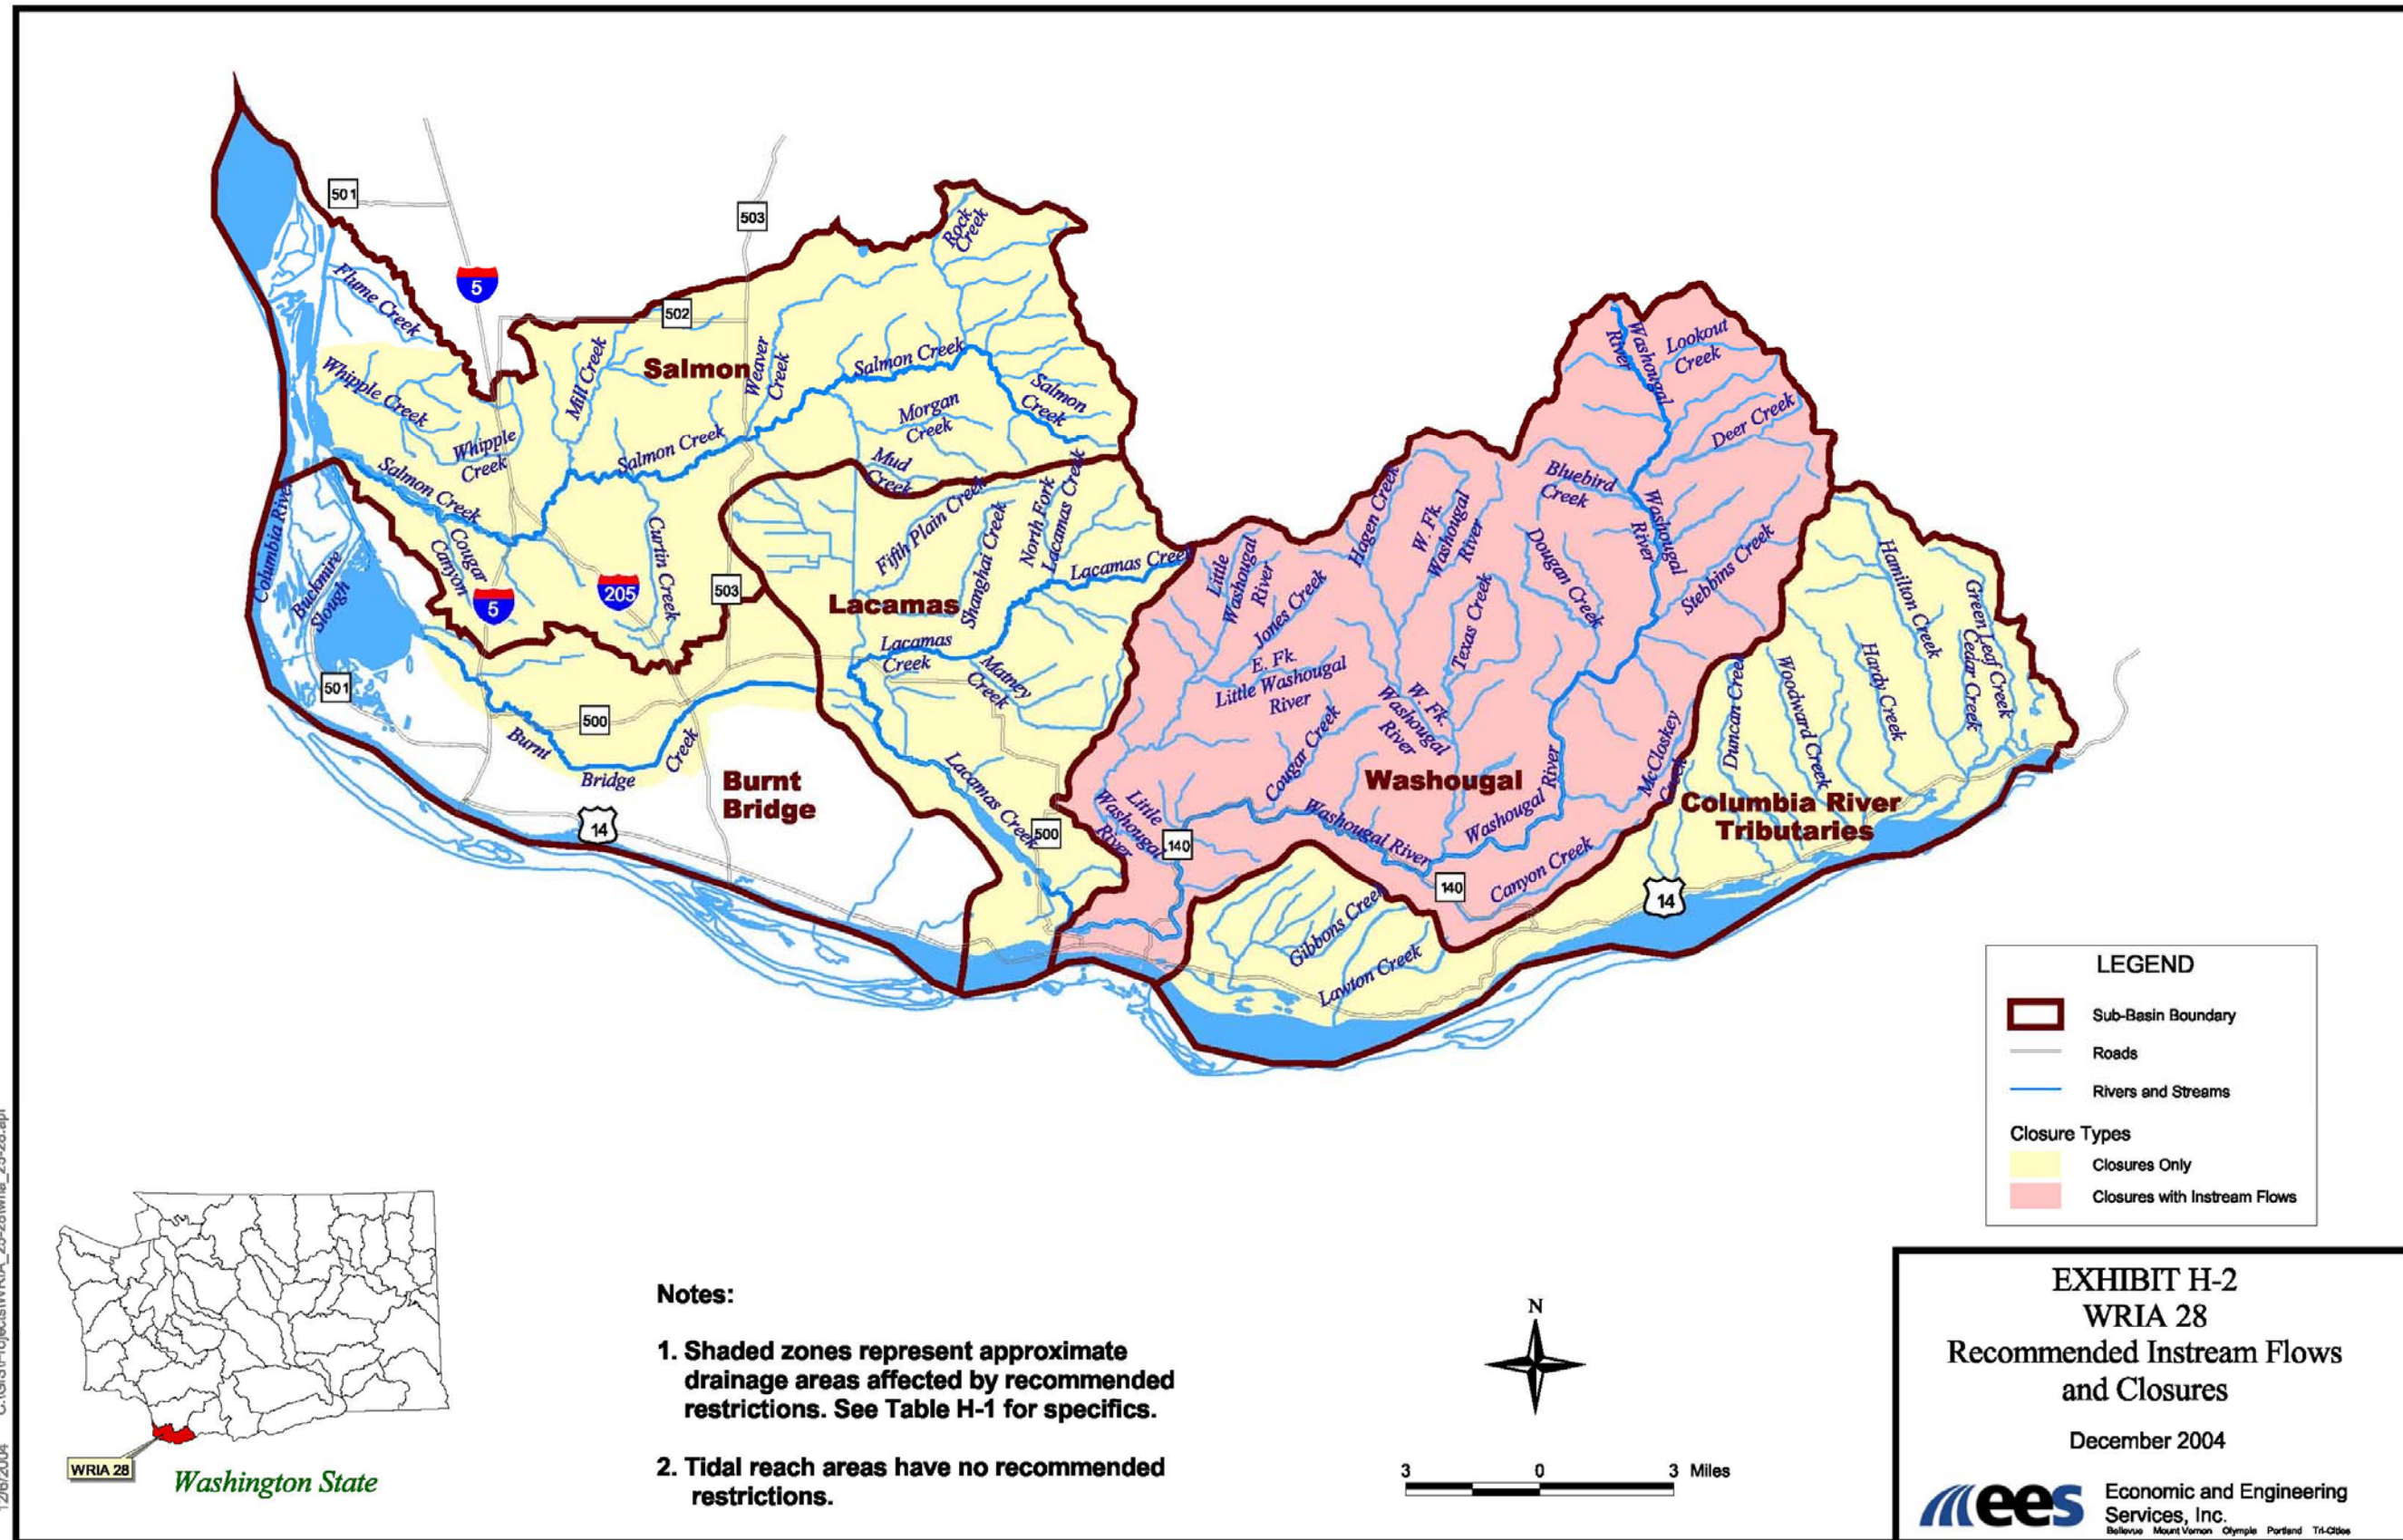 501
503
5
Rock
Creek
Flume Creek
502
Mill Creek
Salmon
Weaver
Creek
Salmon Creek
Salmon
Creek
Morgan
Creek
Whipple Creek
Whipple
Creek
Salmon Creek
Mud
Creek
Salmon Creek
Cougar
Canyon
Curtin Creek
5
205
503
Columbia River
Buckmire
Slough
501
500
Burnt
Bridge
Creek
Burnt
Bridge
14
Fifth Plain Creek
Shanghai Creek
North Fork
Lacamas Creek
Lacamas Creek
Lacamas
Lacamas
Creek
Matney
Creek
Lacamas Creek
500
Washougal
River
Lookout
Creek
Deer Creek
Bluebird
Creek
Washougal
River
Hagen Creek
W. Fk.
Washougal
River
Dougan Creek
Stebbins Creek
Little
Washougal
River
Jones Creek
Texas Creek
E. Fk.
Little Washougal
River
W. Fk.
Washougal
River
Cougar Creek
Washougal
Washougal River
McCloskey
Creek
Little
Washougal
River
140
Washougal River
Washougal River
140
Canyon Creek
Gibbons Creek
Lawton Creek
Hamilton Creek
Green Leaf Creek
Cedar Creek
Hardy Creek
Woodward Creek
Duncan Creek
Columbia River
Tributaries
14
LEGEND
Sub-Basin Boundary
Roads
Rivers and Streams
Closure Types
Closures Only
Closures with Instream Flows
WRIA 28
Washington State
Notes:
1. Shaded zones represent approximate
drainage areas affected by recommended
restrictions. See Table H-1 for specifics.
2. Tidal reach areas have no recommended
restrictions.
N
3 0 3 Miles
EXHIBIT H-2
WRIA 28
Recommended Instream Flows
and Closures
December 2004
ees
Economic and Engineering
Services, Inc.
Bellevue Mount Vernon Olympia Portland Tri-Cities
12/6/2004